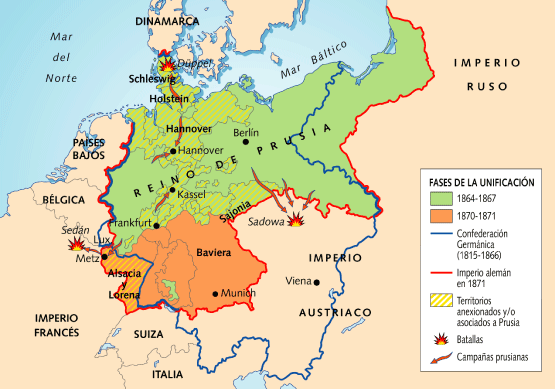 DINAMARCA
Mar
del
Norte
Mar Báltico
IMPERIO
RUSO
Düppel
Schleswig
Holstein
Hannover
Hannover
Berlín
REINO DE PRUSIA
PAÍSES
BAJOS
Kassel
BÉLGICA
Sajonia
Sadowa
Frankfurt
Sedán
Lux.
Metz
Baviera
Alsacia
y
Lorena
Munich
Viena
IMPERIO
AUSTRIACO
IMPERIO
FRANCÉS
SUIZA
ITALIA
FASES DE LA UNIFICACIÓN
1864-1867
1870-1871
Confederación
Germánica
(1815-1866)
Imperio alemán
en 1871
Territorios
anexionados y/o
asociados a Prusia
Batallas
Campañas prusianas